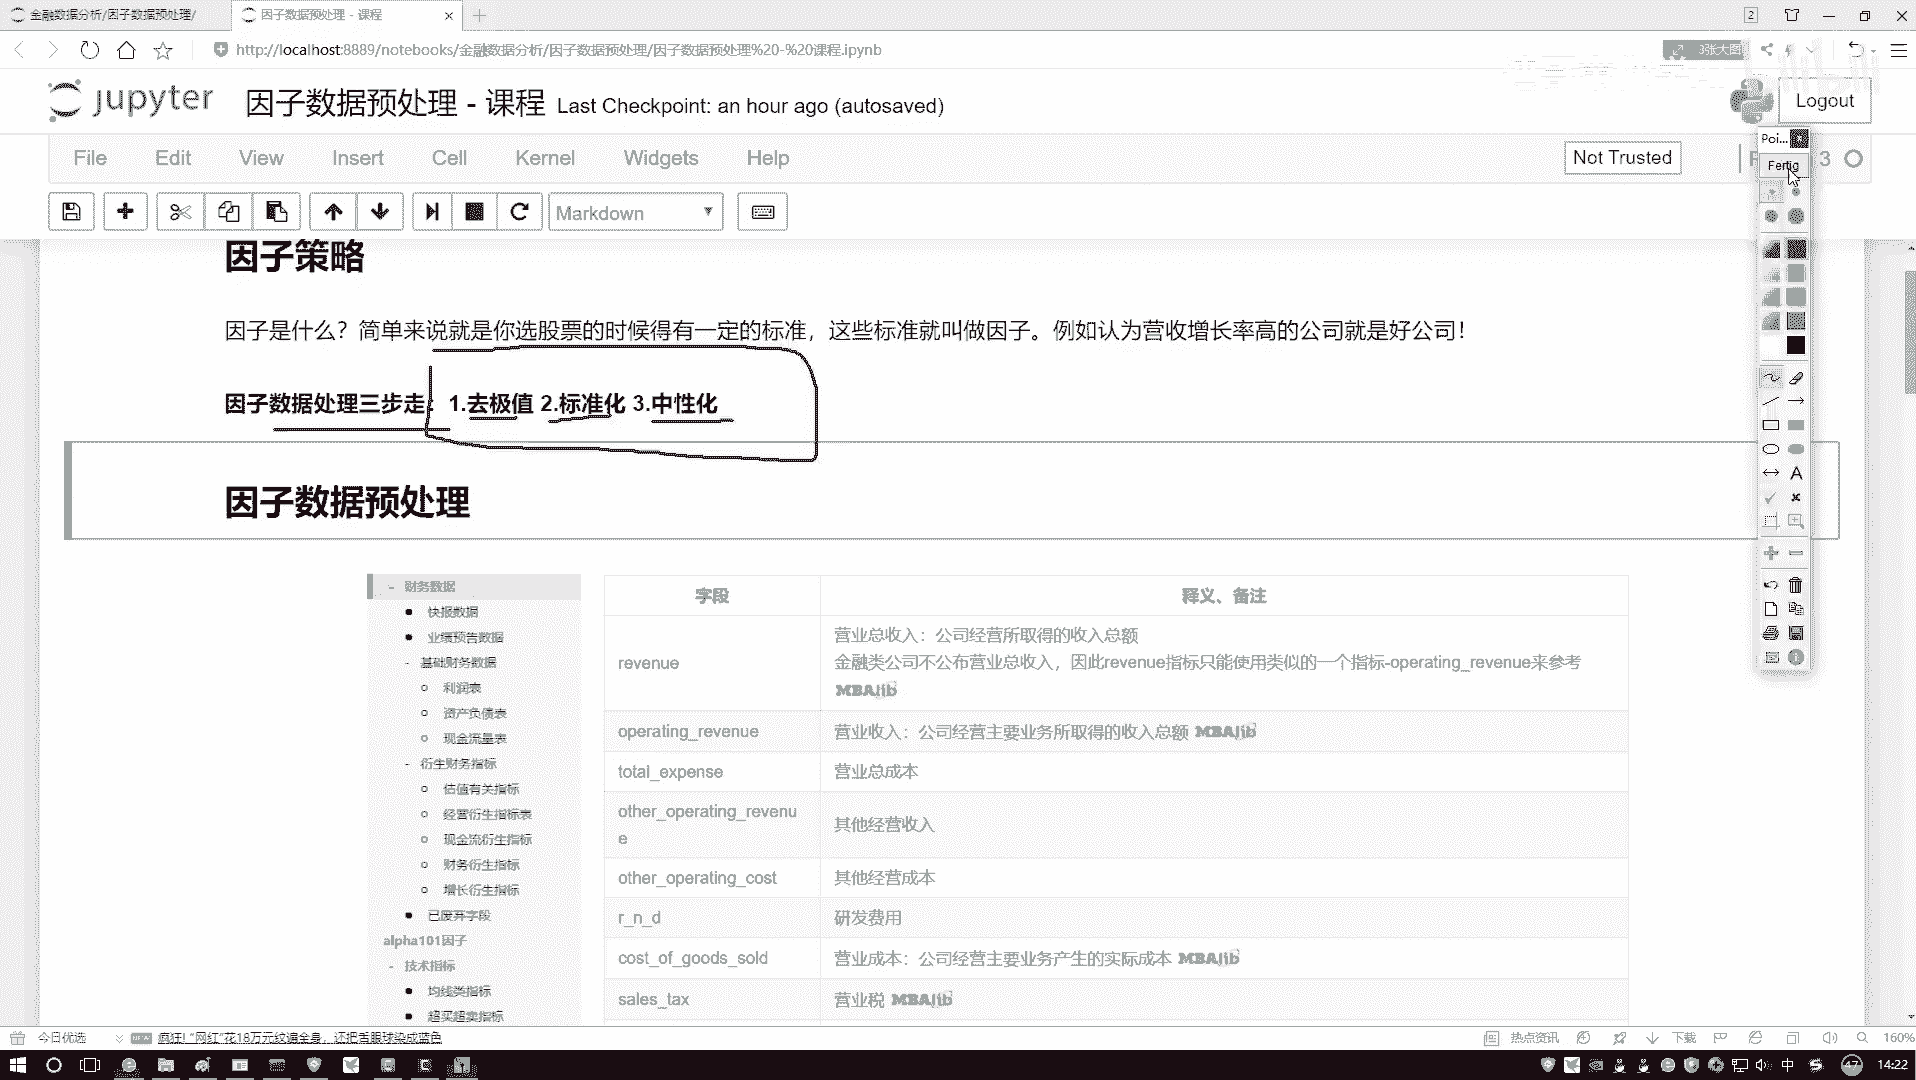 金融数据分析/因子数据预处理/
因子数据预处理 - 课程
2
http://localhost:8889/notebooks/金融数据分析/因子数据预处理/因子数据预处理%20-%20课程.ipynb
3张大图
jupyter
因子数据预处理 - 课程 Last Checkpoint: an hour ago (autosaved)
Logout
File Edit View Insert Cell Kernel Widgets Help
Not Trusted
3
Poi...
Fertig
Markdown
因子策略
因子是什么？简单来说就是你选股票的时候得有一定的标准，这些标准就叫做因子。例如认为营收增长率高的公司就是好公司！
因子数据处理三步走：1.去极值 2.标准化 3.中性化
因子数据预处理
- 财务数据
快报数据
业绩预告数据
- 基础财务数据
利润表
资产负债表
现金流量表
- 衍生财务指标
估值有关指标
经营衍生指标表
现金流衍生指标
财务衍生指标
增长衍生指标
已废弃字段
alpha101因子
- 技术指标
均线类指标
超买超卖指标
字段 释义、备注
revenue 营业总收入：公司经营所取得的收入总额
金融类公司不公布营业总收入，因此revenue指标只能使用类似的一个指标-operating_revenue来参考
MBAlib
operating_revenue 营业收入：公司经营主要业务所取得的收入总额 MBAlib
total_expense 营业总成本
other_operating_revenu
e 其他经营收入
other_operating_cost 其他经营成本
r_n_d 研发费用
cost_of_goods_sold 营业成本：公司经营主要业务产生的实际成本 MBAlib
sales_tax 营业税 MBAlib
A
今日优选
NEW
疯狂! “网红”花18万元纹遍全身，还把舌眼球染成蓝色
热点资讯
下载
160%
中
47
14:22